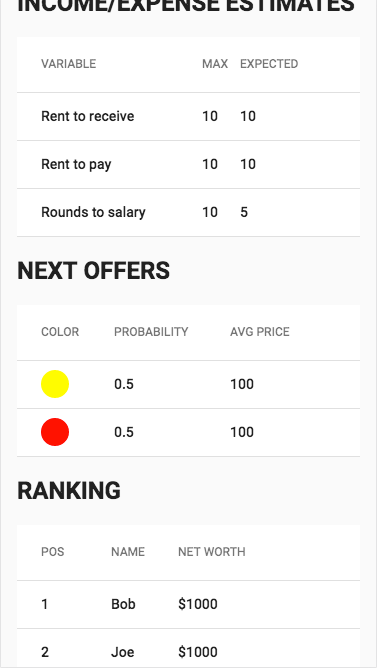 INCOME/EXPENSE ESTIMATES
VARIABLE MAX EXPECTED
Rent to receive 10 10
Rent to pay 10 10
Rounds to salary 10 5
NEXT OFFERS
COLOR PROBABILITY AVG PRICE
0.5 100
0.5 100
RANKING
POS NAME NET WORTH
1 Bob $1000
2 Joe $1000